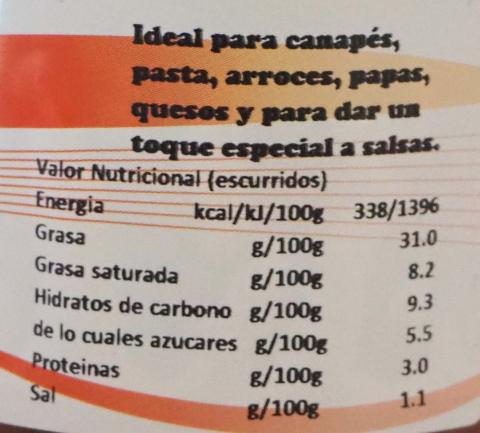 Ideal para canapés,
pasta, arroces, papas,
quesos y para dar un
toque especial a salsas.
Valor Nutricional (escurridos)
Energia kcal/kJ/100g 338/1396
Grasa g/100g 31.0
Grasa saturada g/100g 8.2
Hidratos de carbono g/100g 9.3
de lo cuales azucares g/100g 5.5
Proteinas g/100g 3.0
Sal g/100g 1.1